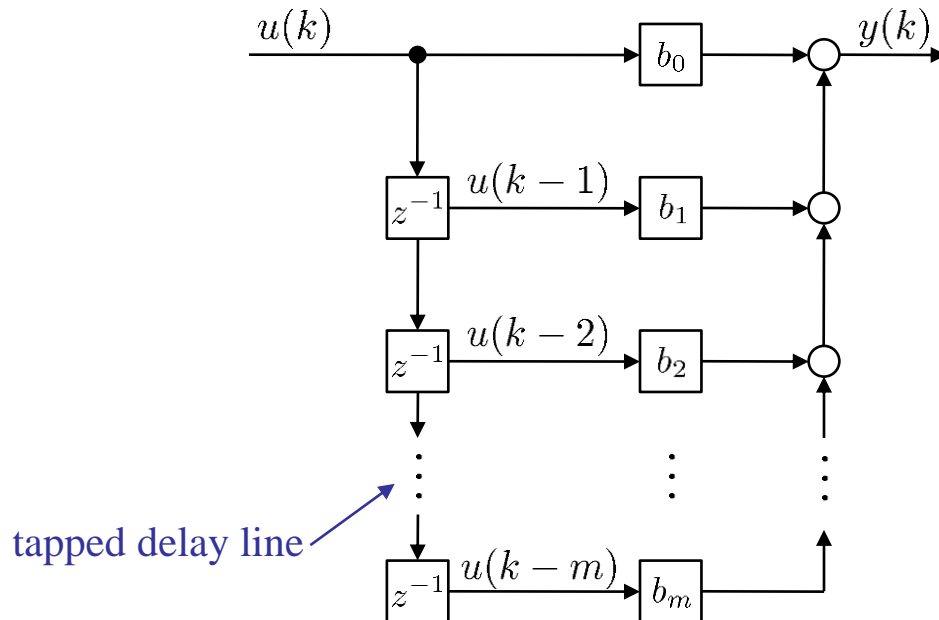 u(k) b₀ y(k)
z⁻¹ u(k − 1) b₁
z⁻¹ u(k − 2) b₂
⋮ ⋮ ⋮
tapped delay line
z⁻¹ u(k − m) bₘ